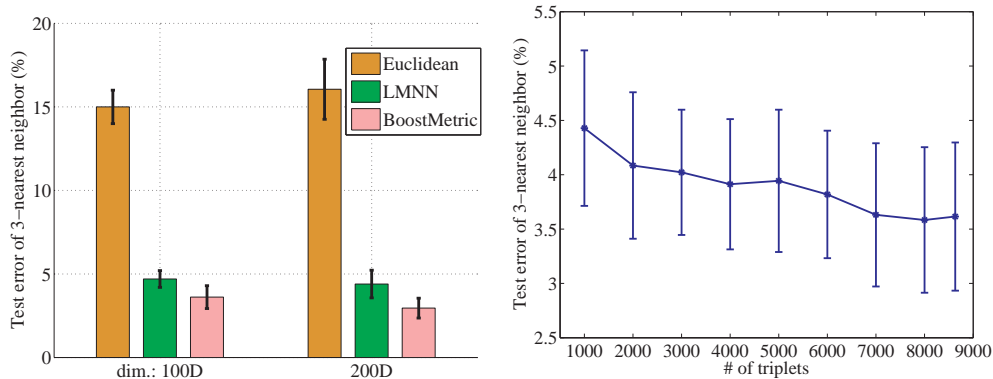 Test error of 3−nearest neighbor (%)
20
15
10
5
0
Euclidean
LMNN
BoostMetric
dim.: 100D
200D
Test error of 3−nearest neighbor (%)
5.5
5
4.5
4
3.5
3
2.5
1000 2000 3000 4000 5000 6000 7000 8000 9000
# of triplets